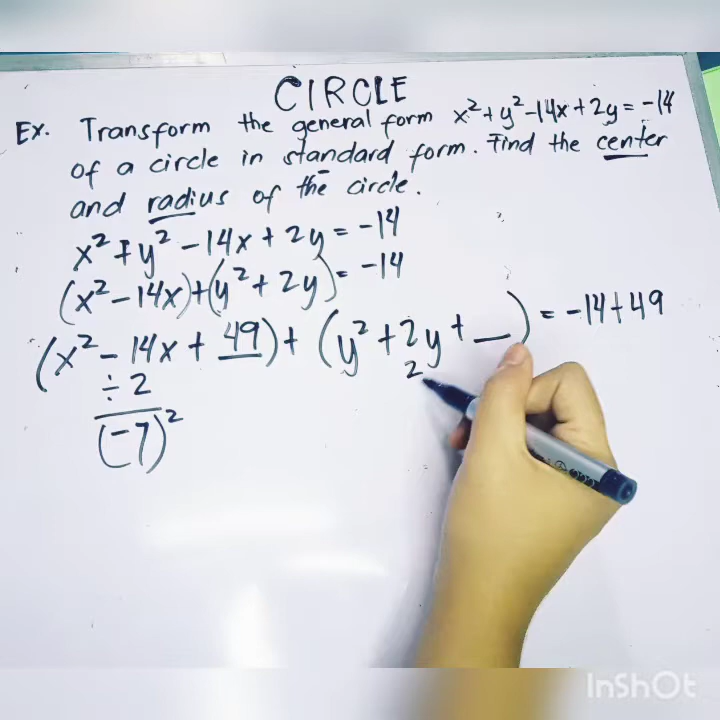 CIRCLE
Ex. Transform the general form x² + y² - 14x + 2y = -14
of a circle in standard form. Find the center
and radius of the circle.
x² + y² - 14x + 2y = -14
(x² - 14x) + (y² + 2y) = -14
(x² - 14x + 49) + (y² + 2y + __) = -14 + 49
÷ 2
2
(-7)²
InShOt